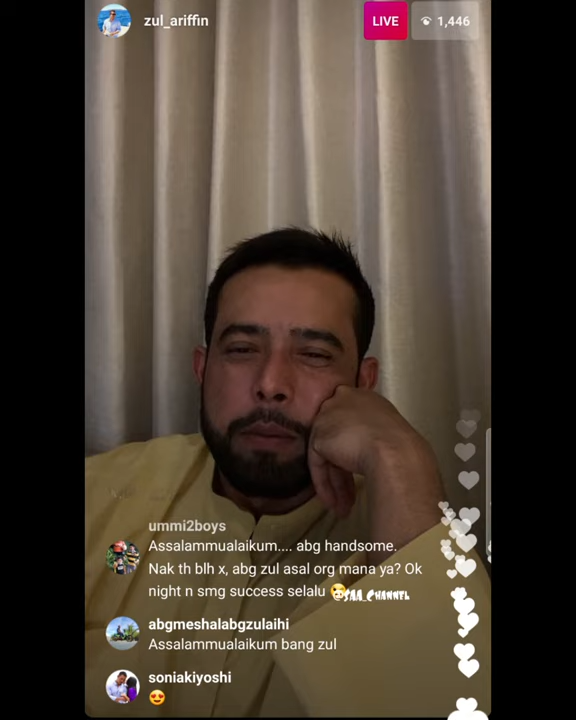 zul_ariffin
LIVE
1,446
ummi2boys
Assalammualaikum.... abg handsome.
Nak th blh x, abg zul asal org mana ya? Ok
night n smg success selalu
SAA_Channel
abgmeshalabgzulaihi
Assalammualaikum bang zul
soniakiyoshi